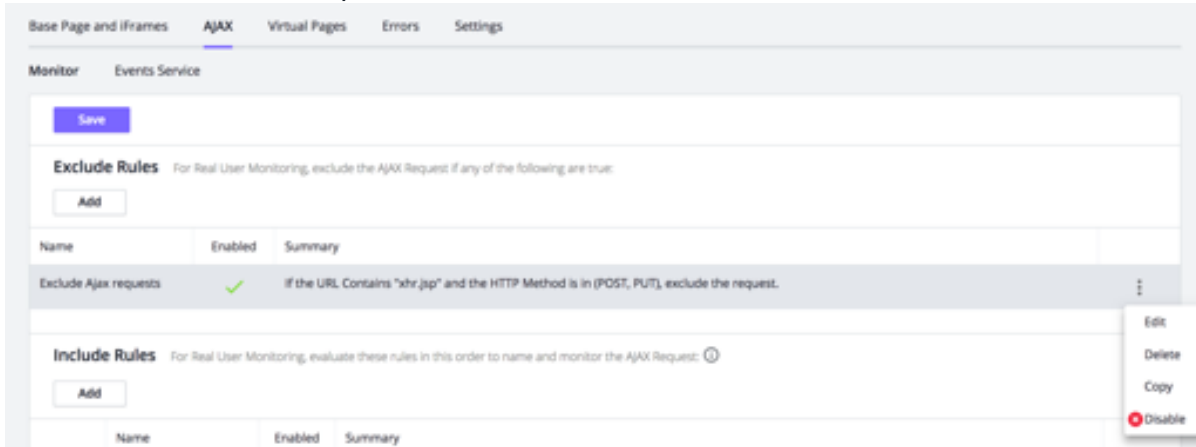 Base Page and iFrames AJAX Virtual Pages Errors Settings
Monitor Events Service
Save
Exclude Rules For Real User Monitoring, exclude the AJAX Request if any of the following are true:
Add
Name Enabled Summary
Exclude Ajax requests If the URL Contains "xhr.jsp" and the HTTP Method is in (POST, PUT), exclude the request.
Edit
Include Rules For Real User Monitoring, evaluate these rules in this order to name and monitor the AJAX Request:
Delete
Add
Copy
Disable
Name Enabled Summary